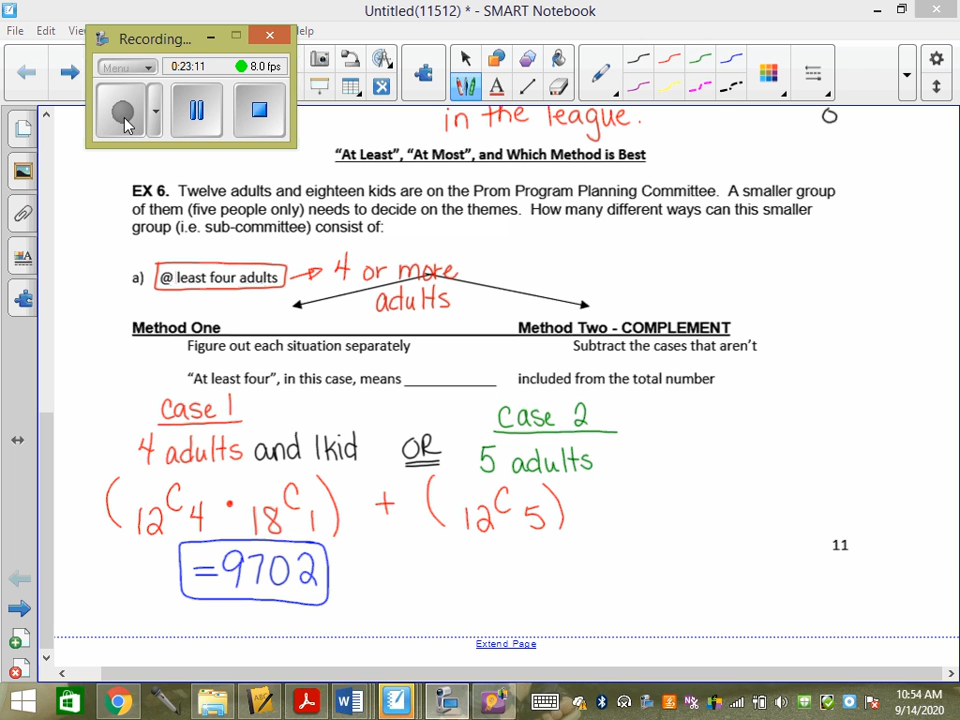 Untitled(11512) * - SMART Notebook
File Edit
Help
Recording...
Menu 0:23:11 8.0 fps
in the league.
"At Least", "At Most", and Which Method is Best
EX 6. Twelve adults and eighteen kids are on the Prom Program Planning Committee. A smaller group
of them (five people only) needs to decide on the themes. How many different ways can this smaller
group (i.e. sub-committee) consist of:
a) @ least four adults → 4 or more
adults
Method One Method Two - COMPLEMENT
Figure out each situation separately Subtract the cases that aren't
"At least four", in this case, means __________ included from the total number
Case 1 Case 2
4 adults and 1 kid OR 5 adults
(12C4 · 18C1) + (12C5)
=9702
11
Extend Page
10:54 AM
9/14/2020